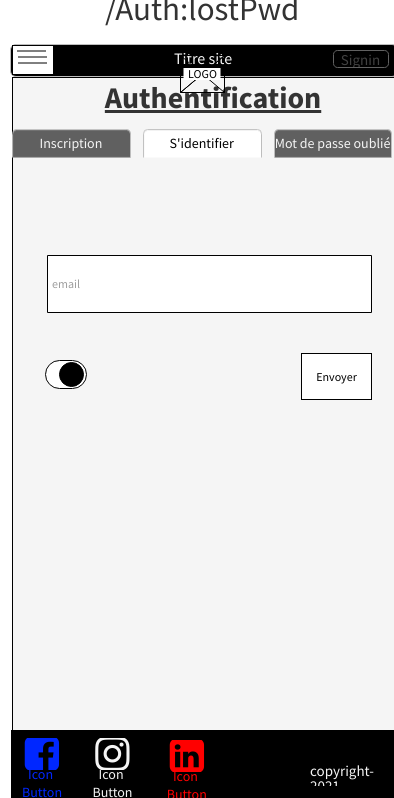 /Auth:lostPwd
Titre site
Signin
LOGO
Authentification
Inscription
S'identifier
Mot de passe oublié
email
Envoyer
Icon
Button
Icon
Button
Icon
Button
copyright-
2021